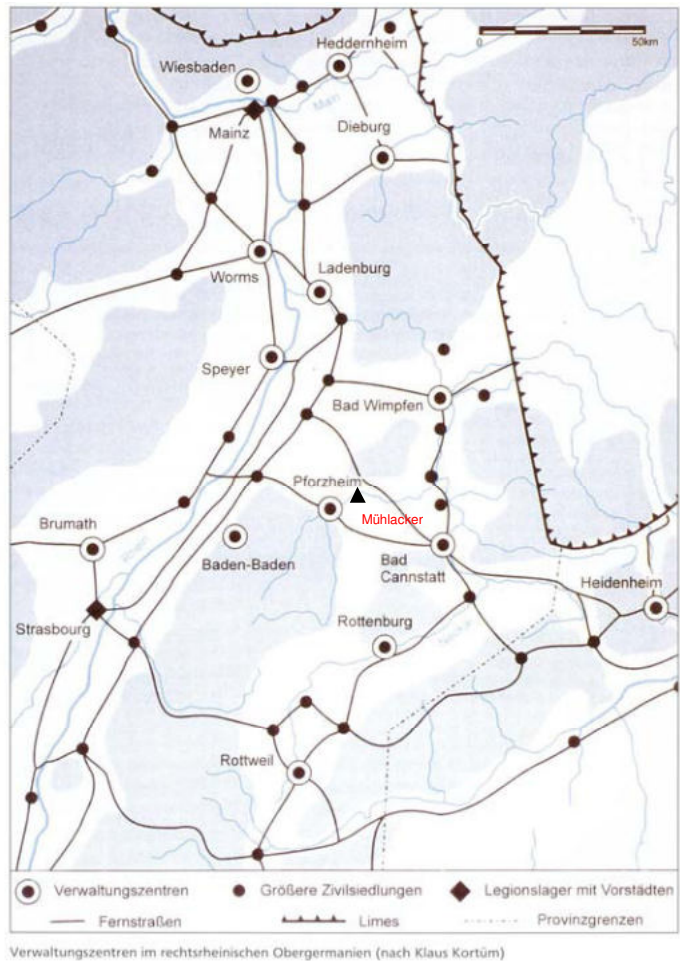 Heddernheim
Wiesbaden
0
50km
Main
Mainz
Dieburg
Worms
Ladenburg
Speyer
Bad Wimpfen
Pforzheim
Mühlacker
Brumath
Rhein
Baden-Baden
Bad
Cannstatt
Heidenheim
Strasbourg
Rottenburg
Neckar
Rottweil
Verwaltungszentren
Größere Zivilsiedlungen
Legionslager mit Vorstädten
Fernstraßen
Limes
Provinzgrenzen
Verwaltungszentren im rechtsrheinischen Obergermanien (nach Klaus Kortüm)